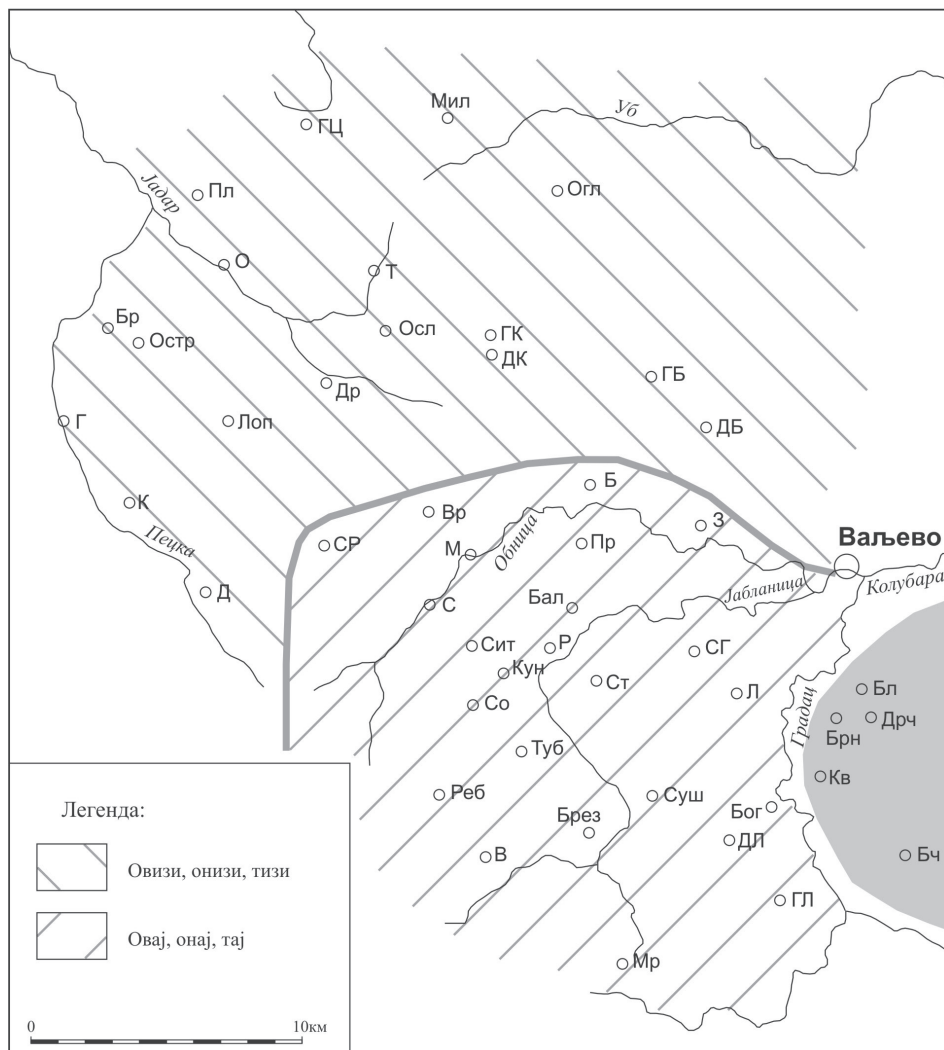 Мил
Уб
ГЦ
Јадар
Пл
Огл
О
Т
Бр
Остр
Осл
ГК
ДК
Др
ГБ
Г
Лоп
ДБ
Б
К
Вр
З
Пецка
СР
М
Обница
Пр
Ваљево
Д
С
Бал
Јабланица
Колубара
Сит
Р
СГ
Кун
Ст
Л
Со
Градац
Бл
Брн
Дрч
Туб
Кв
Реб
Суш
Бог
Брез
ДЛ
В
Бч
ГЛ
Мр
Легенда:
Овизи, онизи, тизи
Овај, онај, тај
0 10км